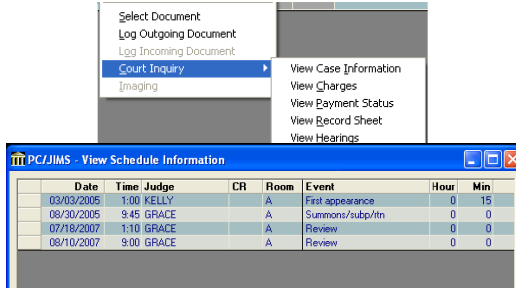 Select Document
Log Outgoing Document
Log Incoming Document
Court Inquiry
Imaging
View Case Information
View Charges
View Payment Status
View Record Sheet
View Hearings
PC/JIMS - View Schedule Information
Date Time Judge CR Room Event Hour Min
03/03/2005 1:00 KELLY A First appearance 0 15
08/30/2005 9:45 GRACE A Summons/subp/rtn 0 0
07/18/2007 1:10 GRACE A Review 0 0
08/10/2007 9:00 GRACE A Review 0 0